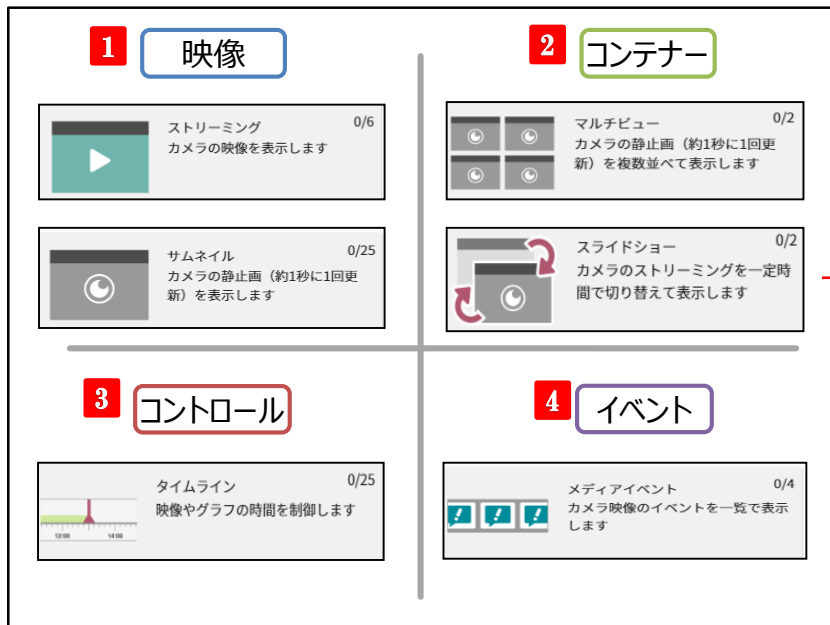 1
映像
ストリーミング
0/6
カメラの映像を表示します
サムネイル
0/25
カメラの静止画（約1秒に1回更
新）を表示します
2
コンテナー
マルチビュー
0/2
カメラの静止画（約1秒に1回更
新）を複数並べて表示します
スライドショー
0/2
カメラのストリーミングを一定時
間で切り替えて表示します
3
コントロール
タイムライン
0/25
映像やグラフの時間を制御します
12:00
14:00
4
イベント
メディアイベント
0/4
カメラ映像のイベントを一覧で表示
します